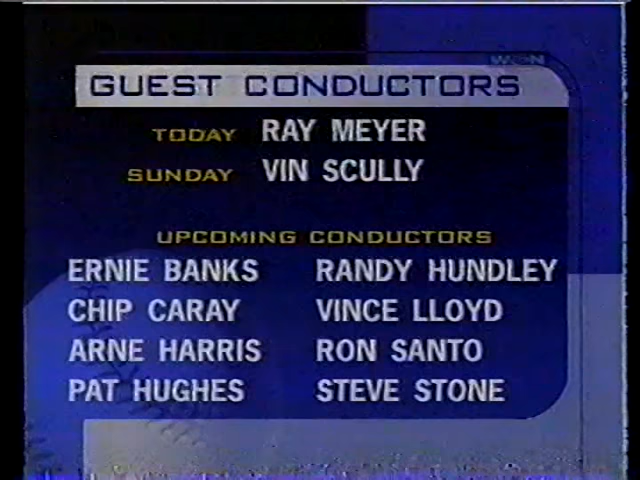 WGN
GUEST CONDUCTORS
TODAY RAY MEYER
SUNDAY VIN SCULLY
UPCOMING CONDUCTORS
ERNIE BANKS RANDY HUNDLEY
CHIP CARAY VINCE LLOYD
ARNE HARRIS RON SANTO
PAT HUGHES STEVE STONE